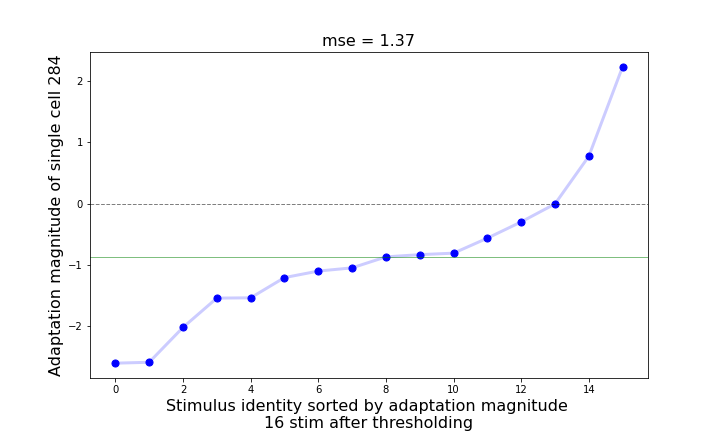 mse = 1.37
Adaptation magnitude of single cell 284
2
1
0
−1
−2
0 2 4 6 8 10 12 14
Stimulus identity sorted by adaptation magnitude
16 stim after thresholding